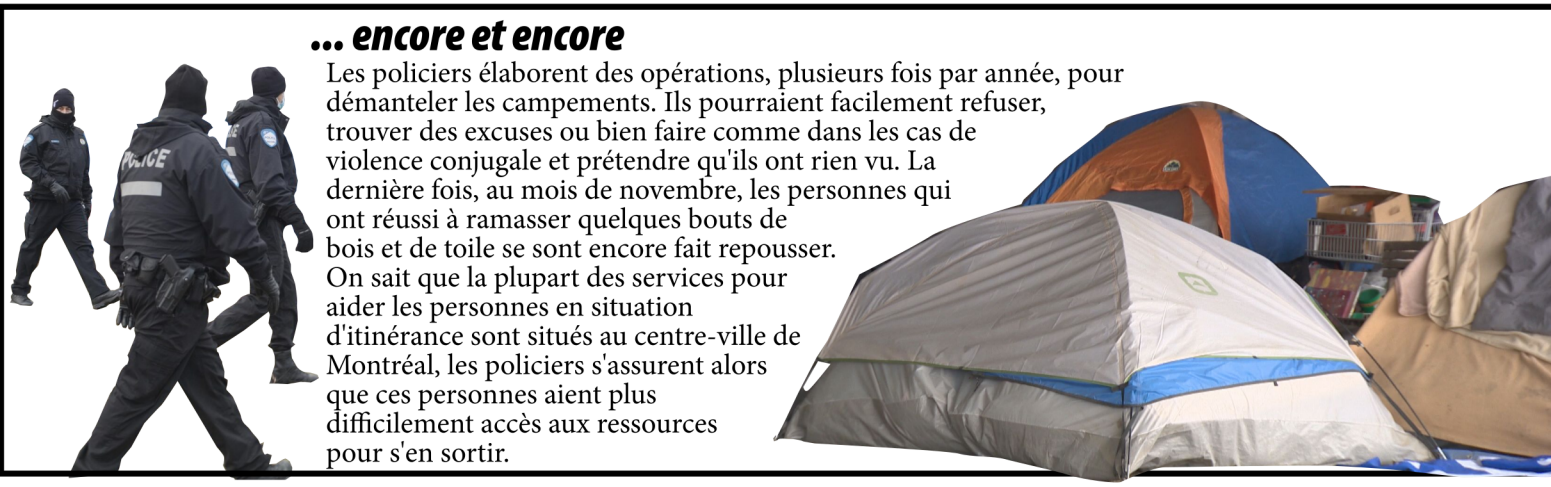 ... encore et encore
Les policiers élaborent des opérations, plusieurs fois par année, pour
démanteler les campements. Ils pourraient facilement refuser,
trouver des excuses ou bien faire comme dans les cas de
violence conjugale et prétendre qu'ils ont rien vu. La
dernière fois, au mois de novembre, les personnes qui
ont réussi à ramasser quelques bouts de
bois et de toile se sont encore fait repousser.
On sait que la plupart des services pour
aider les personnes en situation
d'itinérance sont situés au centre-ville de
Montréal, les policiers s'assurent alors
que ces personnes aient plus
difficilement accès aux ressources
pour s'en sortir.
POLICE